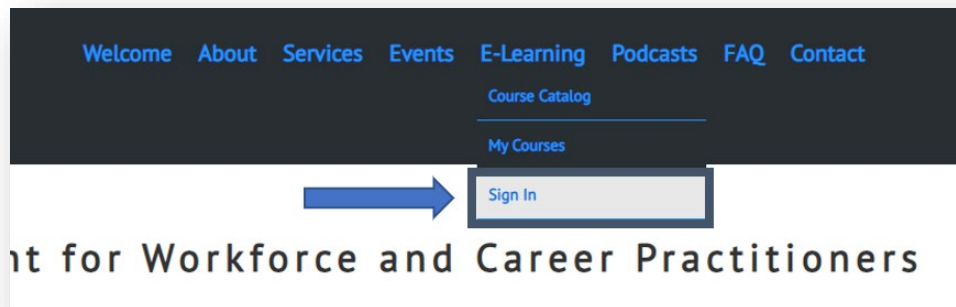 Welcome About Services Events E-Learning Podcasts FAQ Contact
Course Catalog
My Courses
Sign In
nt for Workforce and Career Practitioners